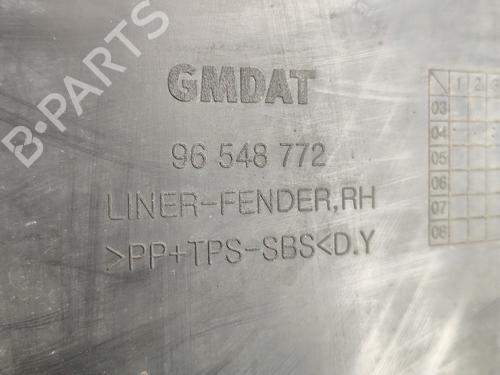 B-PARTS
GMDAT
96 548 772
LINER-FENDER,RH
>PP+TPS-SBS<D.Y
1 2 3
03
04
05
06
07
08